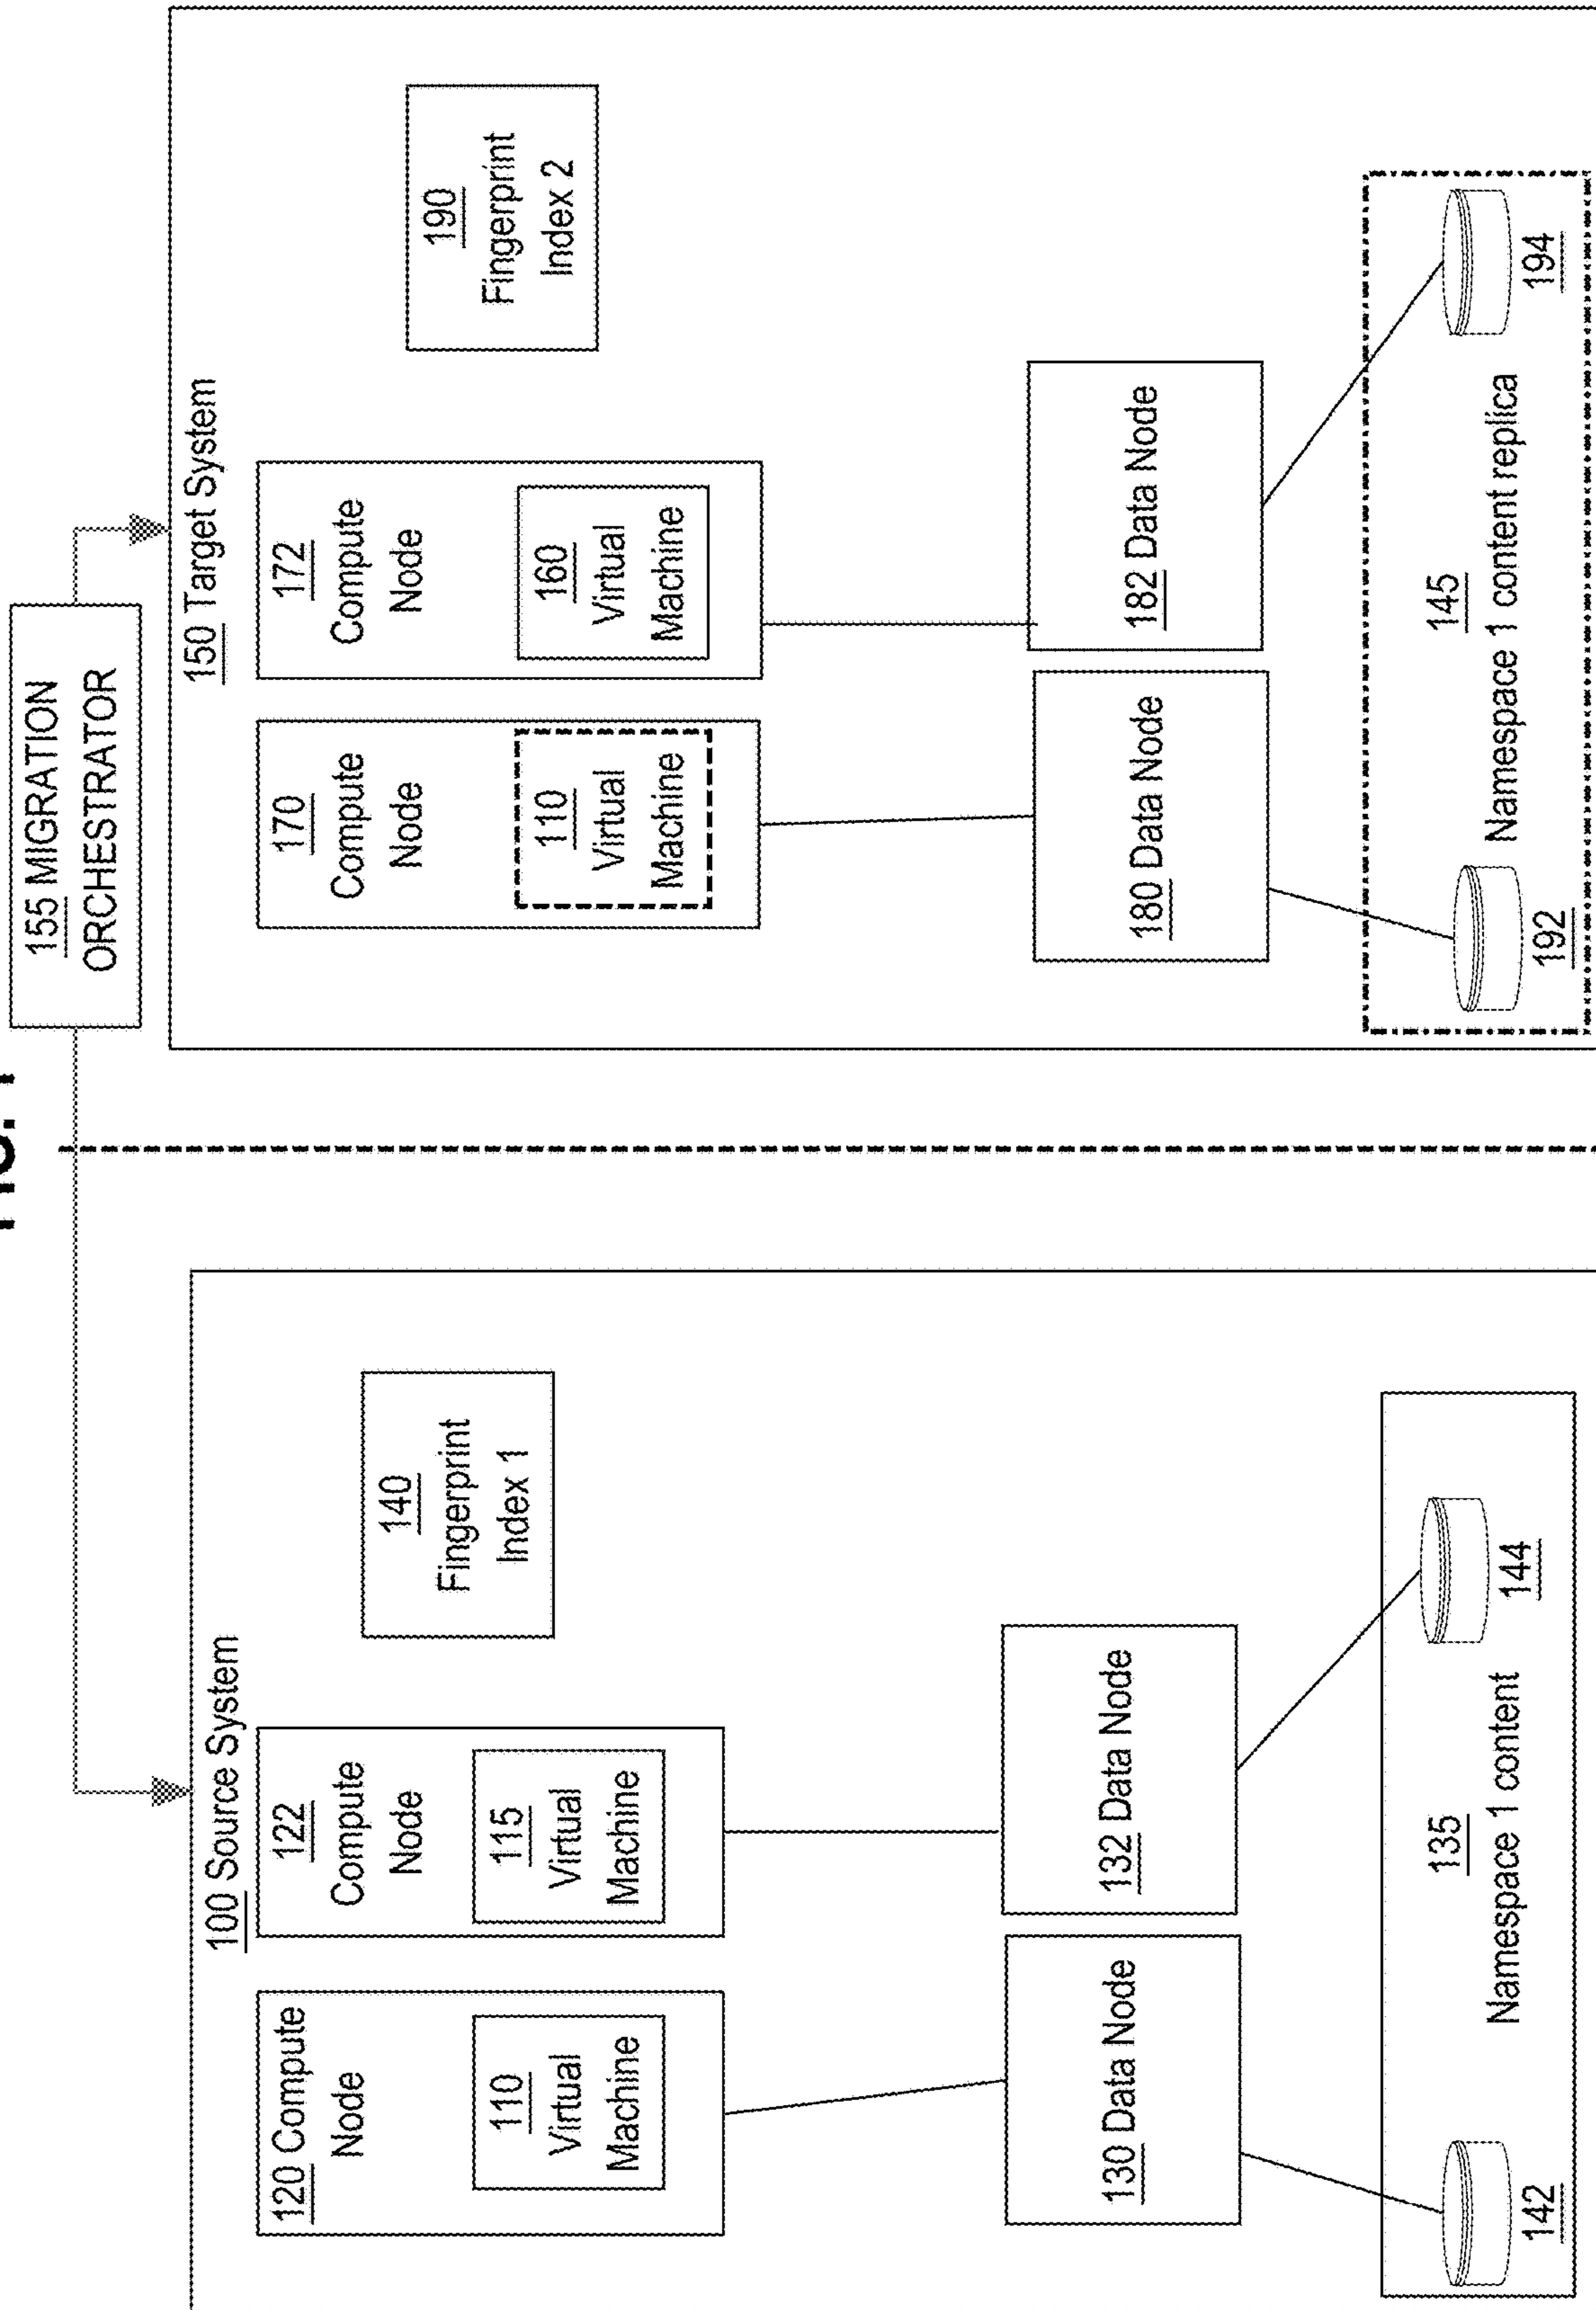 155 MIGRATION
ORCHESTRATOR
100 Source System
120 Compute
Node
110
Virtual
Machine
122
Compute
Node
115
Virtual
Machine
140
Fingerprint
Index 1
130 Data Node
132 Data Node
142
135
Namespace 1 content
144
150 Target System
170
Compute
Node
110
Virtual
Machine
172
Compute
Node
160
Virtual
Machine
190
Fingerprint
Index 2
180 Data Node
182 Data Node
192
145
Namespace 1 content replica
194